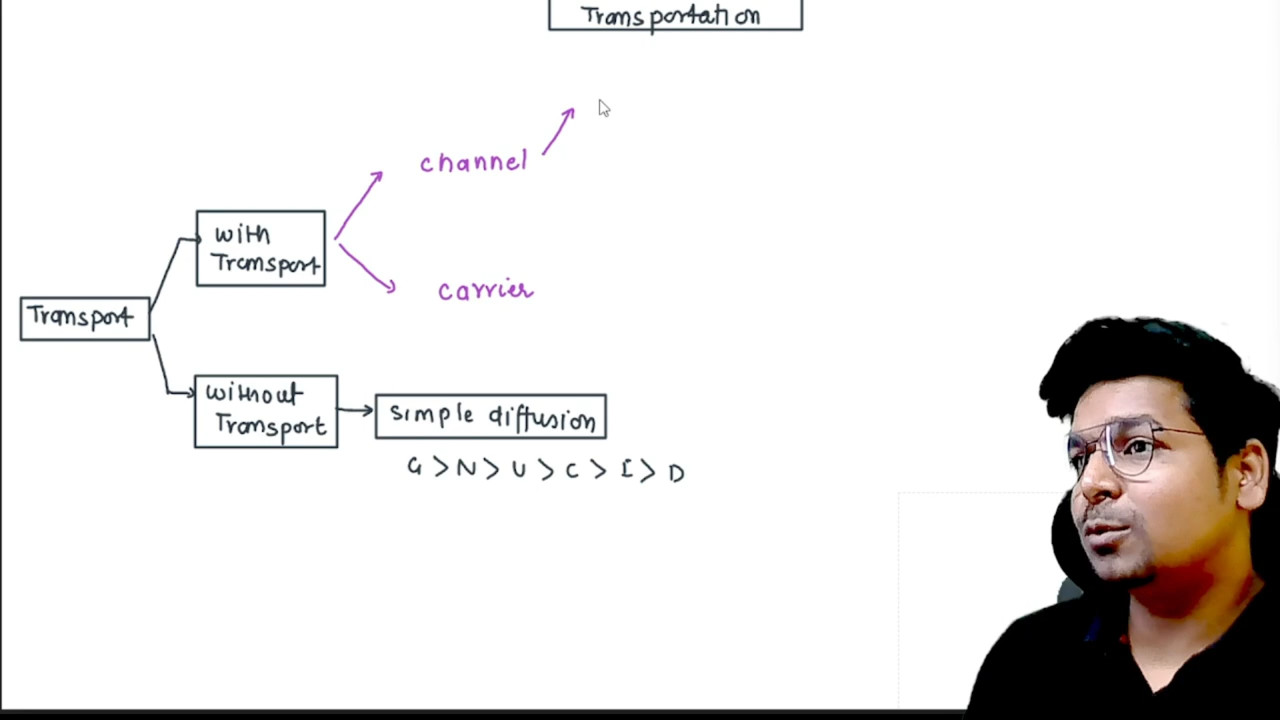 Transportation
channel
with
Transport
carrier
Transport
without
Transport
simple diffusion
G > N > U > C > I > D